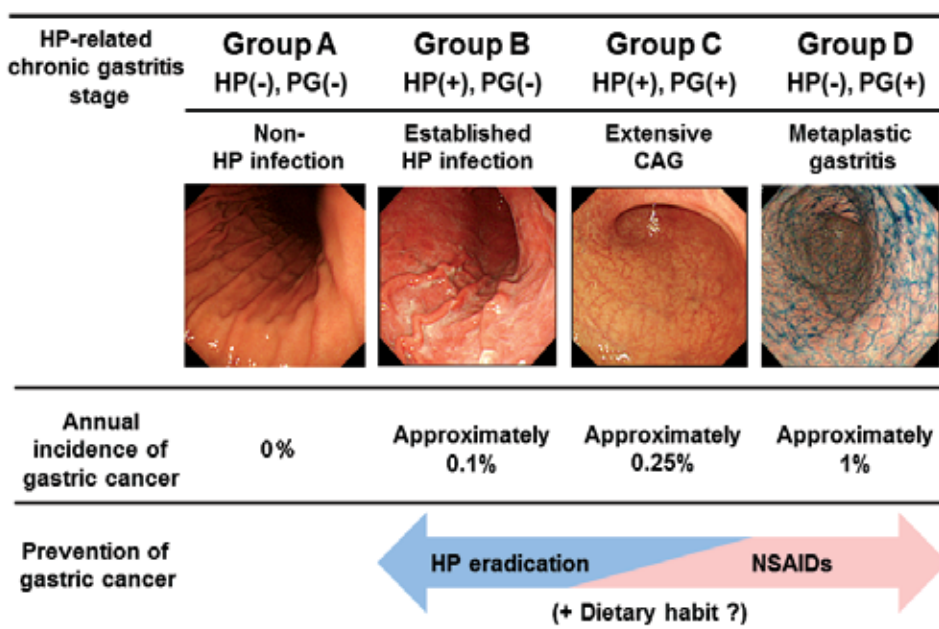 HP-related
chronic gastritis
stage
Group A
HP(-), PG(-)
Group B
HP(+), PG(-)
Group C
HP(+), PG(+)
Group D
HP(-), PG(+)
Non-
HP infection
Established
HP infection
Extensive
CAG
Metaplastic
gastritis
Annual
incidence of
gastric cancer
0%
Approximately
0.1%
Approximately
0.25%
Approximately
1%
Prevention of
gastric cancer
HP eradication
NSAIDs
(+ Dietary habit ?)